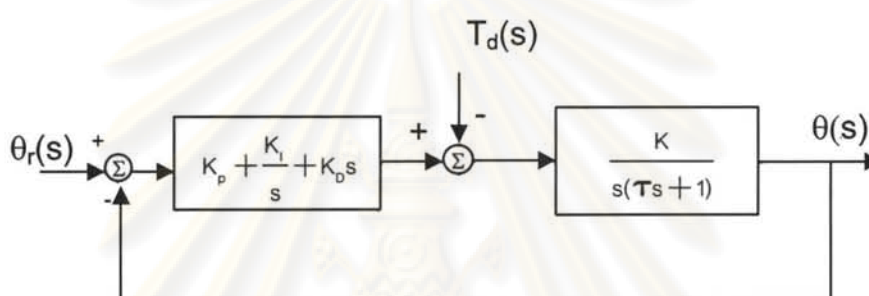 T_d(s)
-
+
θ_r(s)
+
Σ
-
K_p + K_I/s + K_D s
Σ
K/s(τs+1)
θ(s)